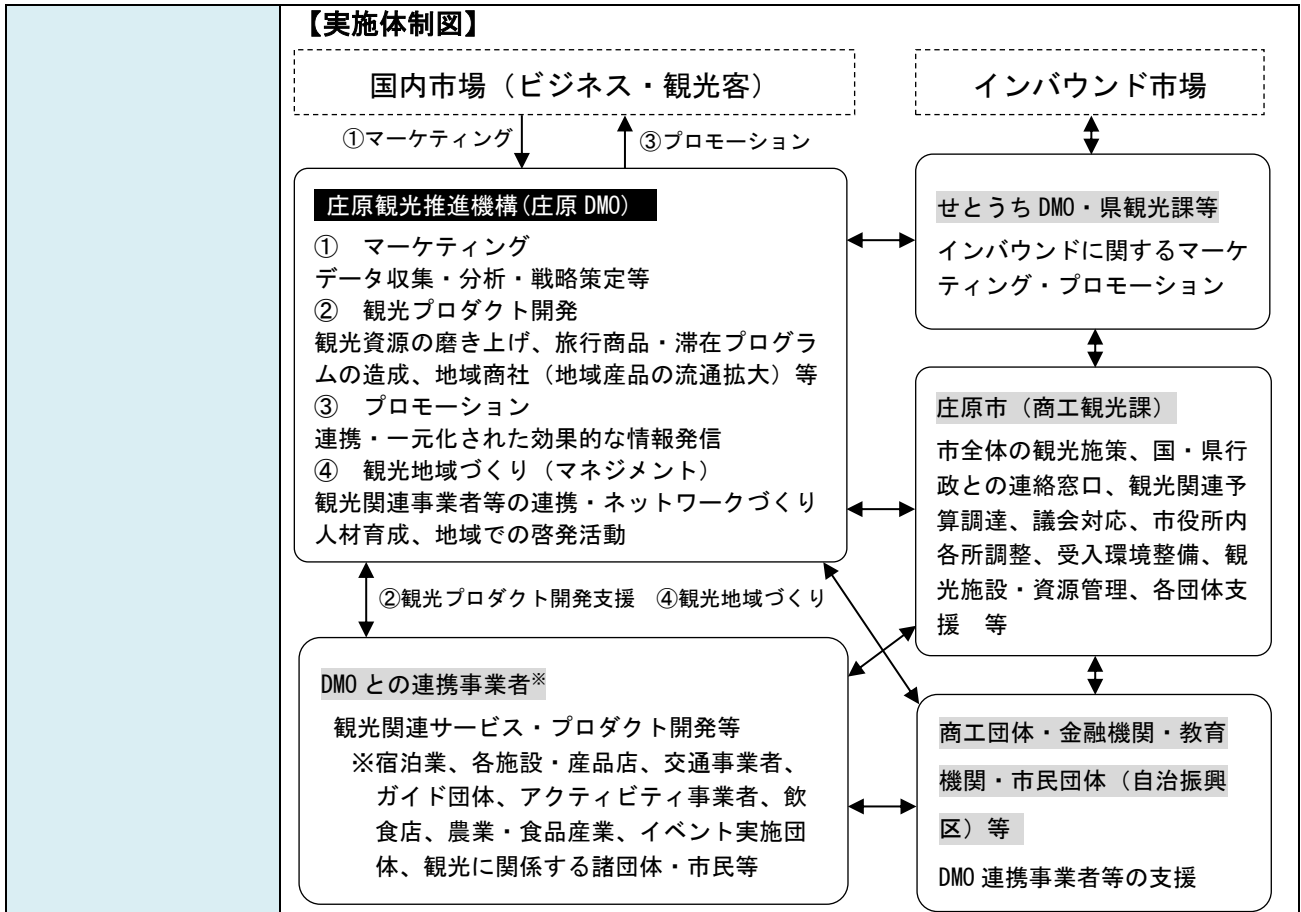 【実施体制図】
国内市場（ビジネス・観光客）
インバウンド市場
①マーケティング
③プロモーション
庄原観光推進機構(庄原 DMO)
① マーケティング
データ収集・分析・戦略策定等
② 観光プロダクト開発
観光資源の磨き上げ、旅行商品・滞在プログラ
ムの造成、地域商社（地域産品の流通拡大）等
③ プロモーション
連携・一元化された効果的な情報発信
④ 観光地域づくり（マネジメント）
観光関連事業者等の連携・ネットワークづくり
人材育成、地域での啓発活動
せとうち DMO・県観光課等
インバウンドに関するマーケ
ティング・プロモーション
庄原市（商工観光課）
市全体の観光施策、国・県行
政との連絡窓口、観光関連予
算調達、議会対応、市役所内
各所調整、受入環境整備、観
光施設・資源管理、各団体支
援 等
②観光プロダクト開発支援 ④観光地域づくり
DMO との連携事業者※
観光関連サービス・プロダクト開発等
※宿泊業、各施設・産品店、交通事業者、
ガイド団体、アクティビティ事業者、飲
食店、農業・食品産業、イベント実施団
体、観光に関係する諸団体・市民等
商工団体・金融機関・教育
機関・市民団体（自治振興
区）等
DMO 連携事業者等の支援